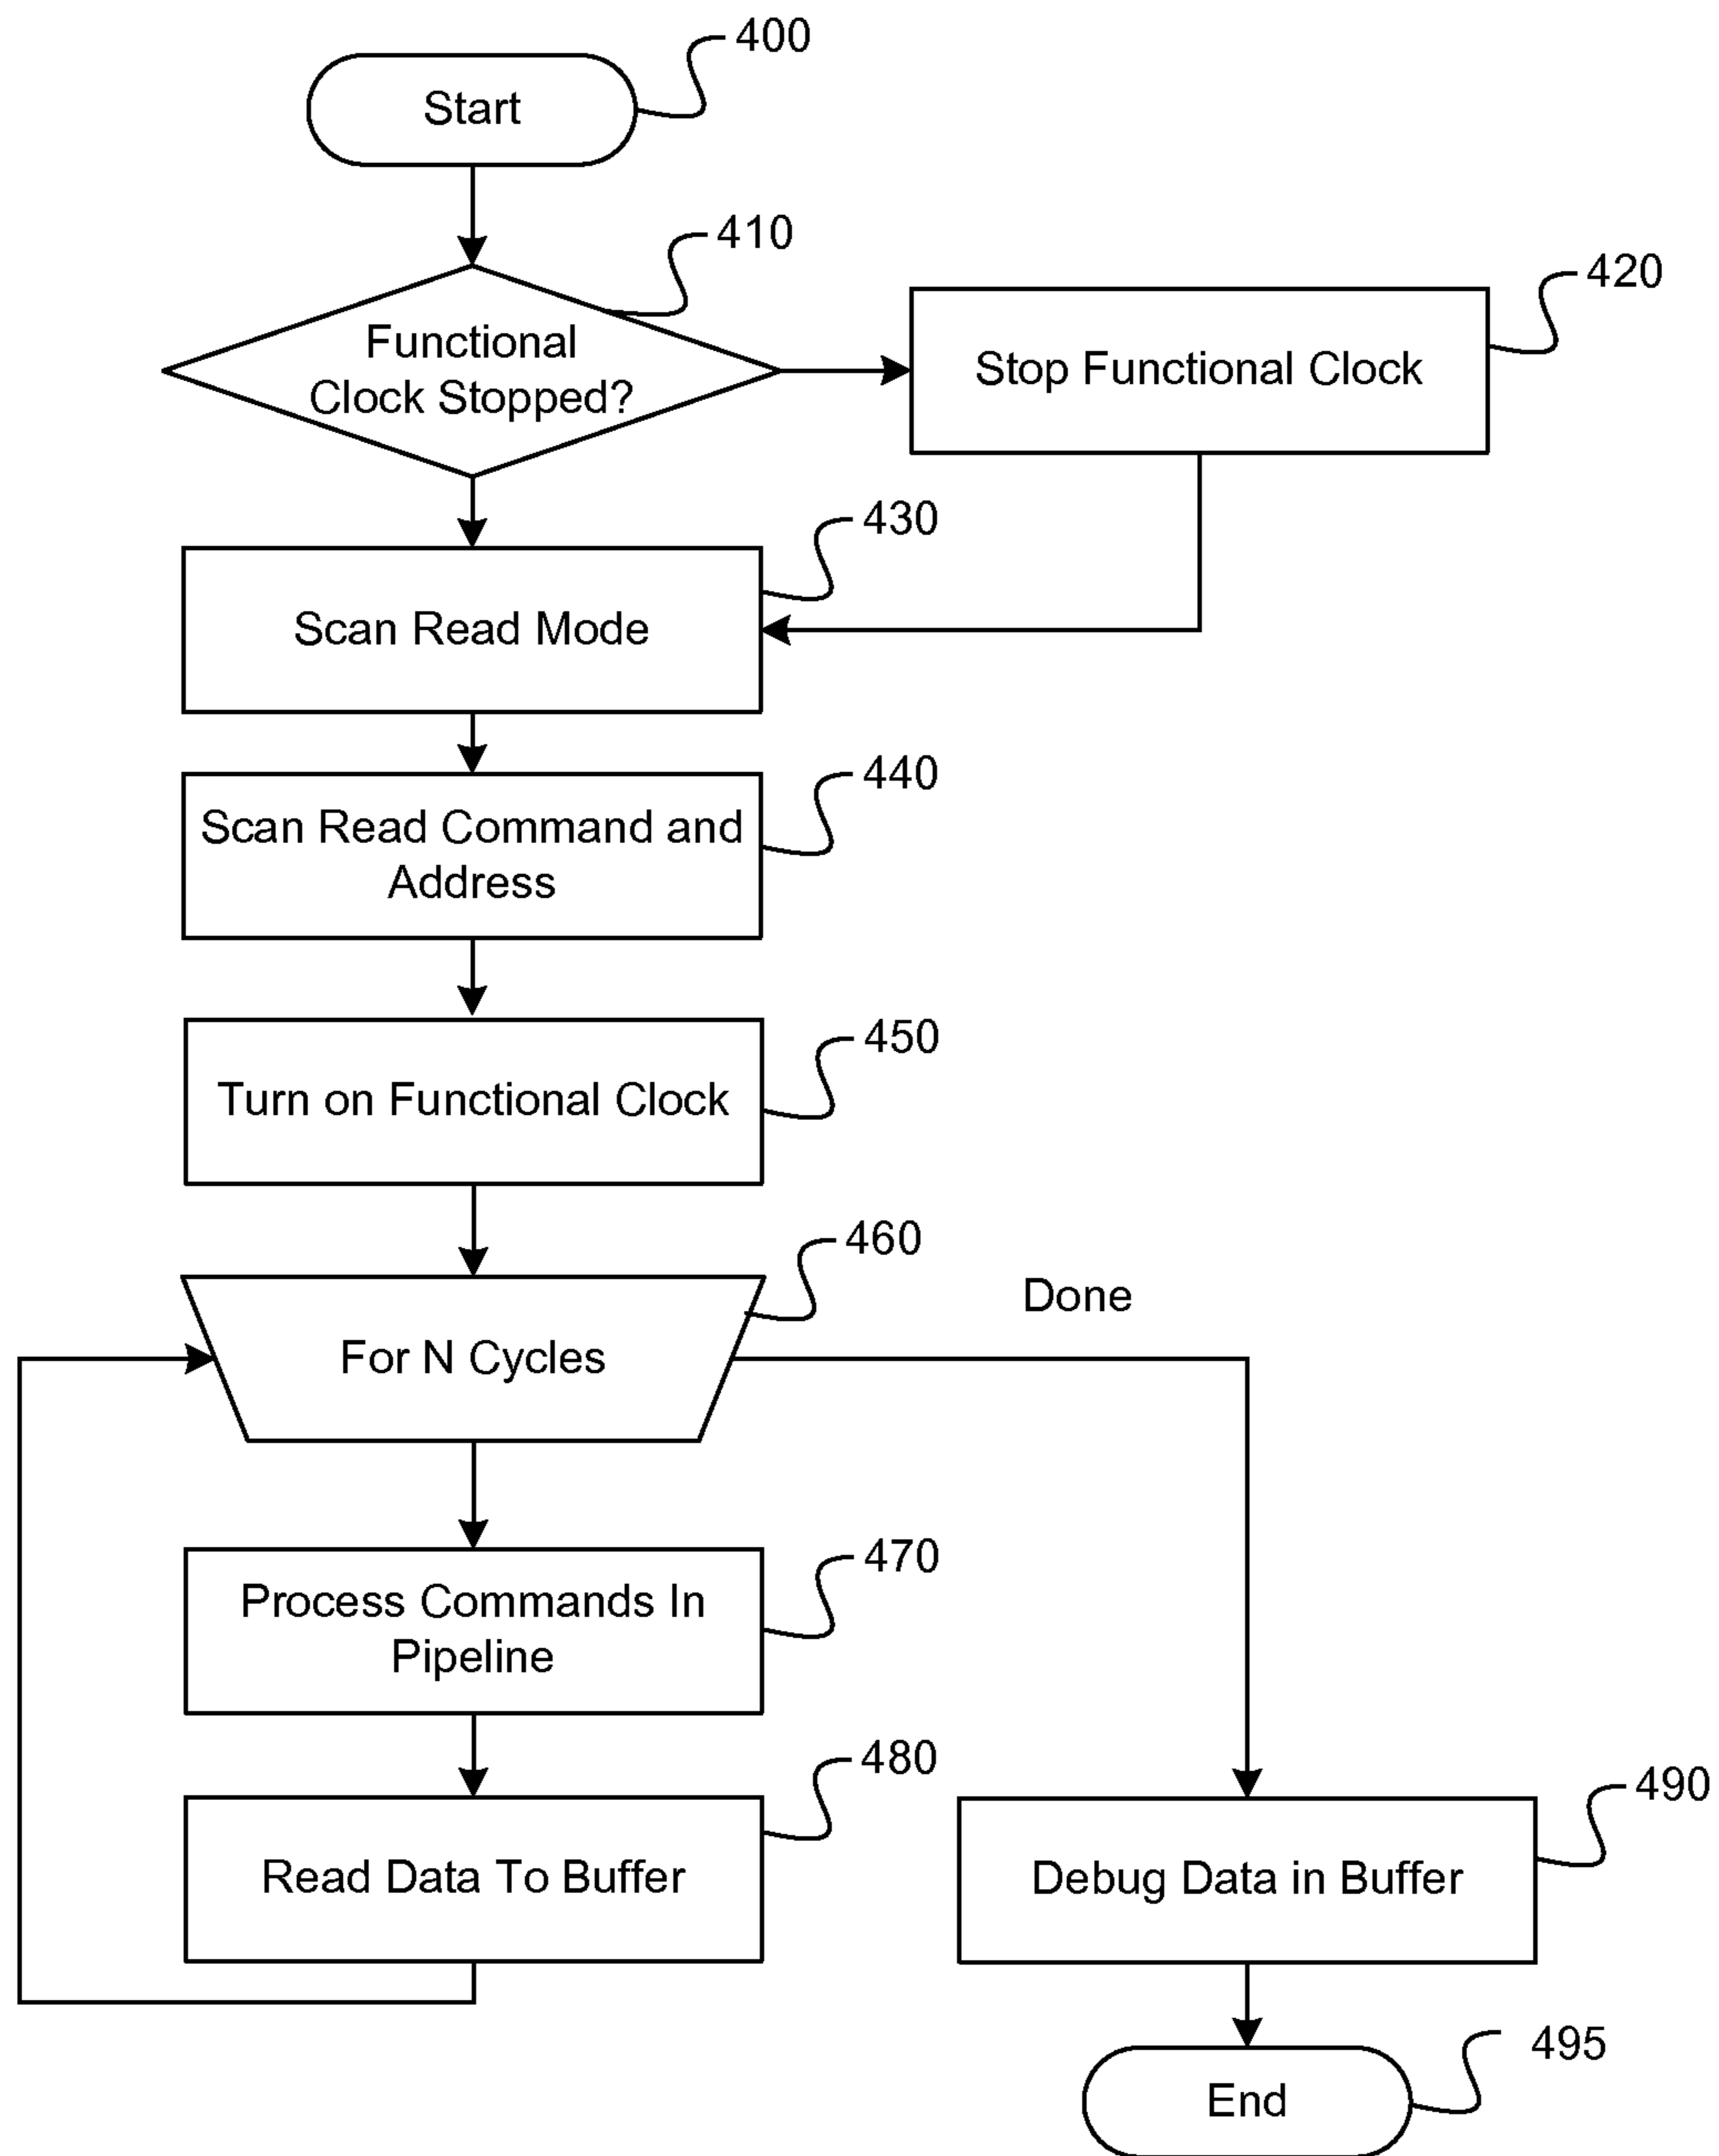 400
Start
410
Functional
Clock Stopped?
420
Stop Functional Clock
430
Scan Read Mode
440
Scan Read Command and
Address
450
Turn on Functional Clock
460
For N Cycles
Done
470
Process Commands In
Pipeline
480
Read Data To Buffer
490
Debug Data in Buffer
495
End